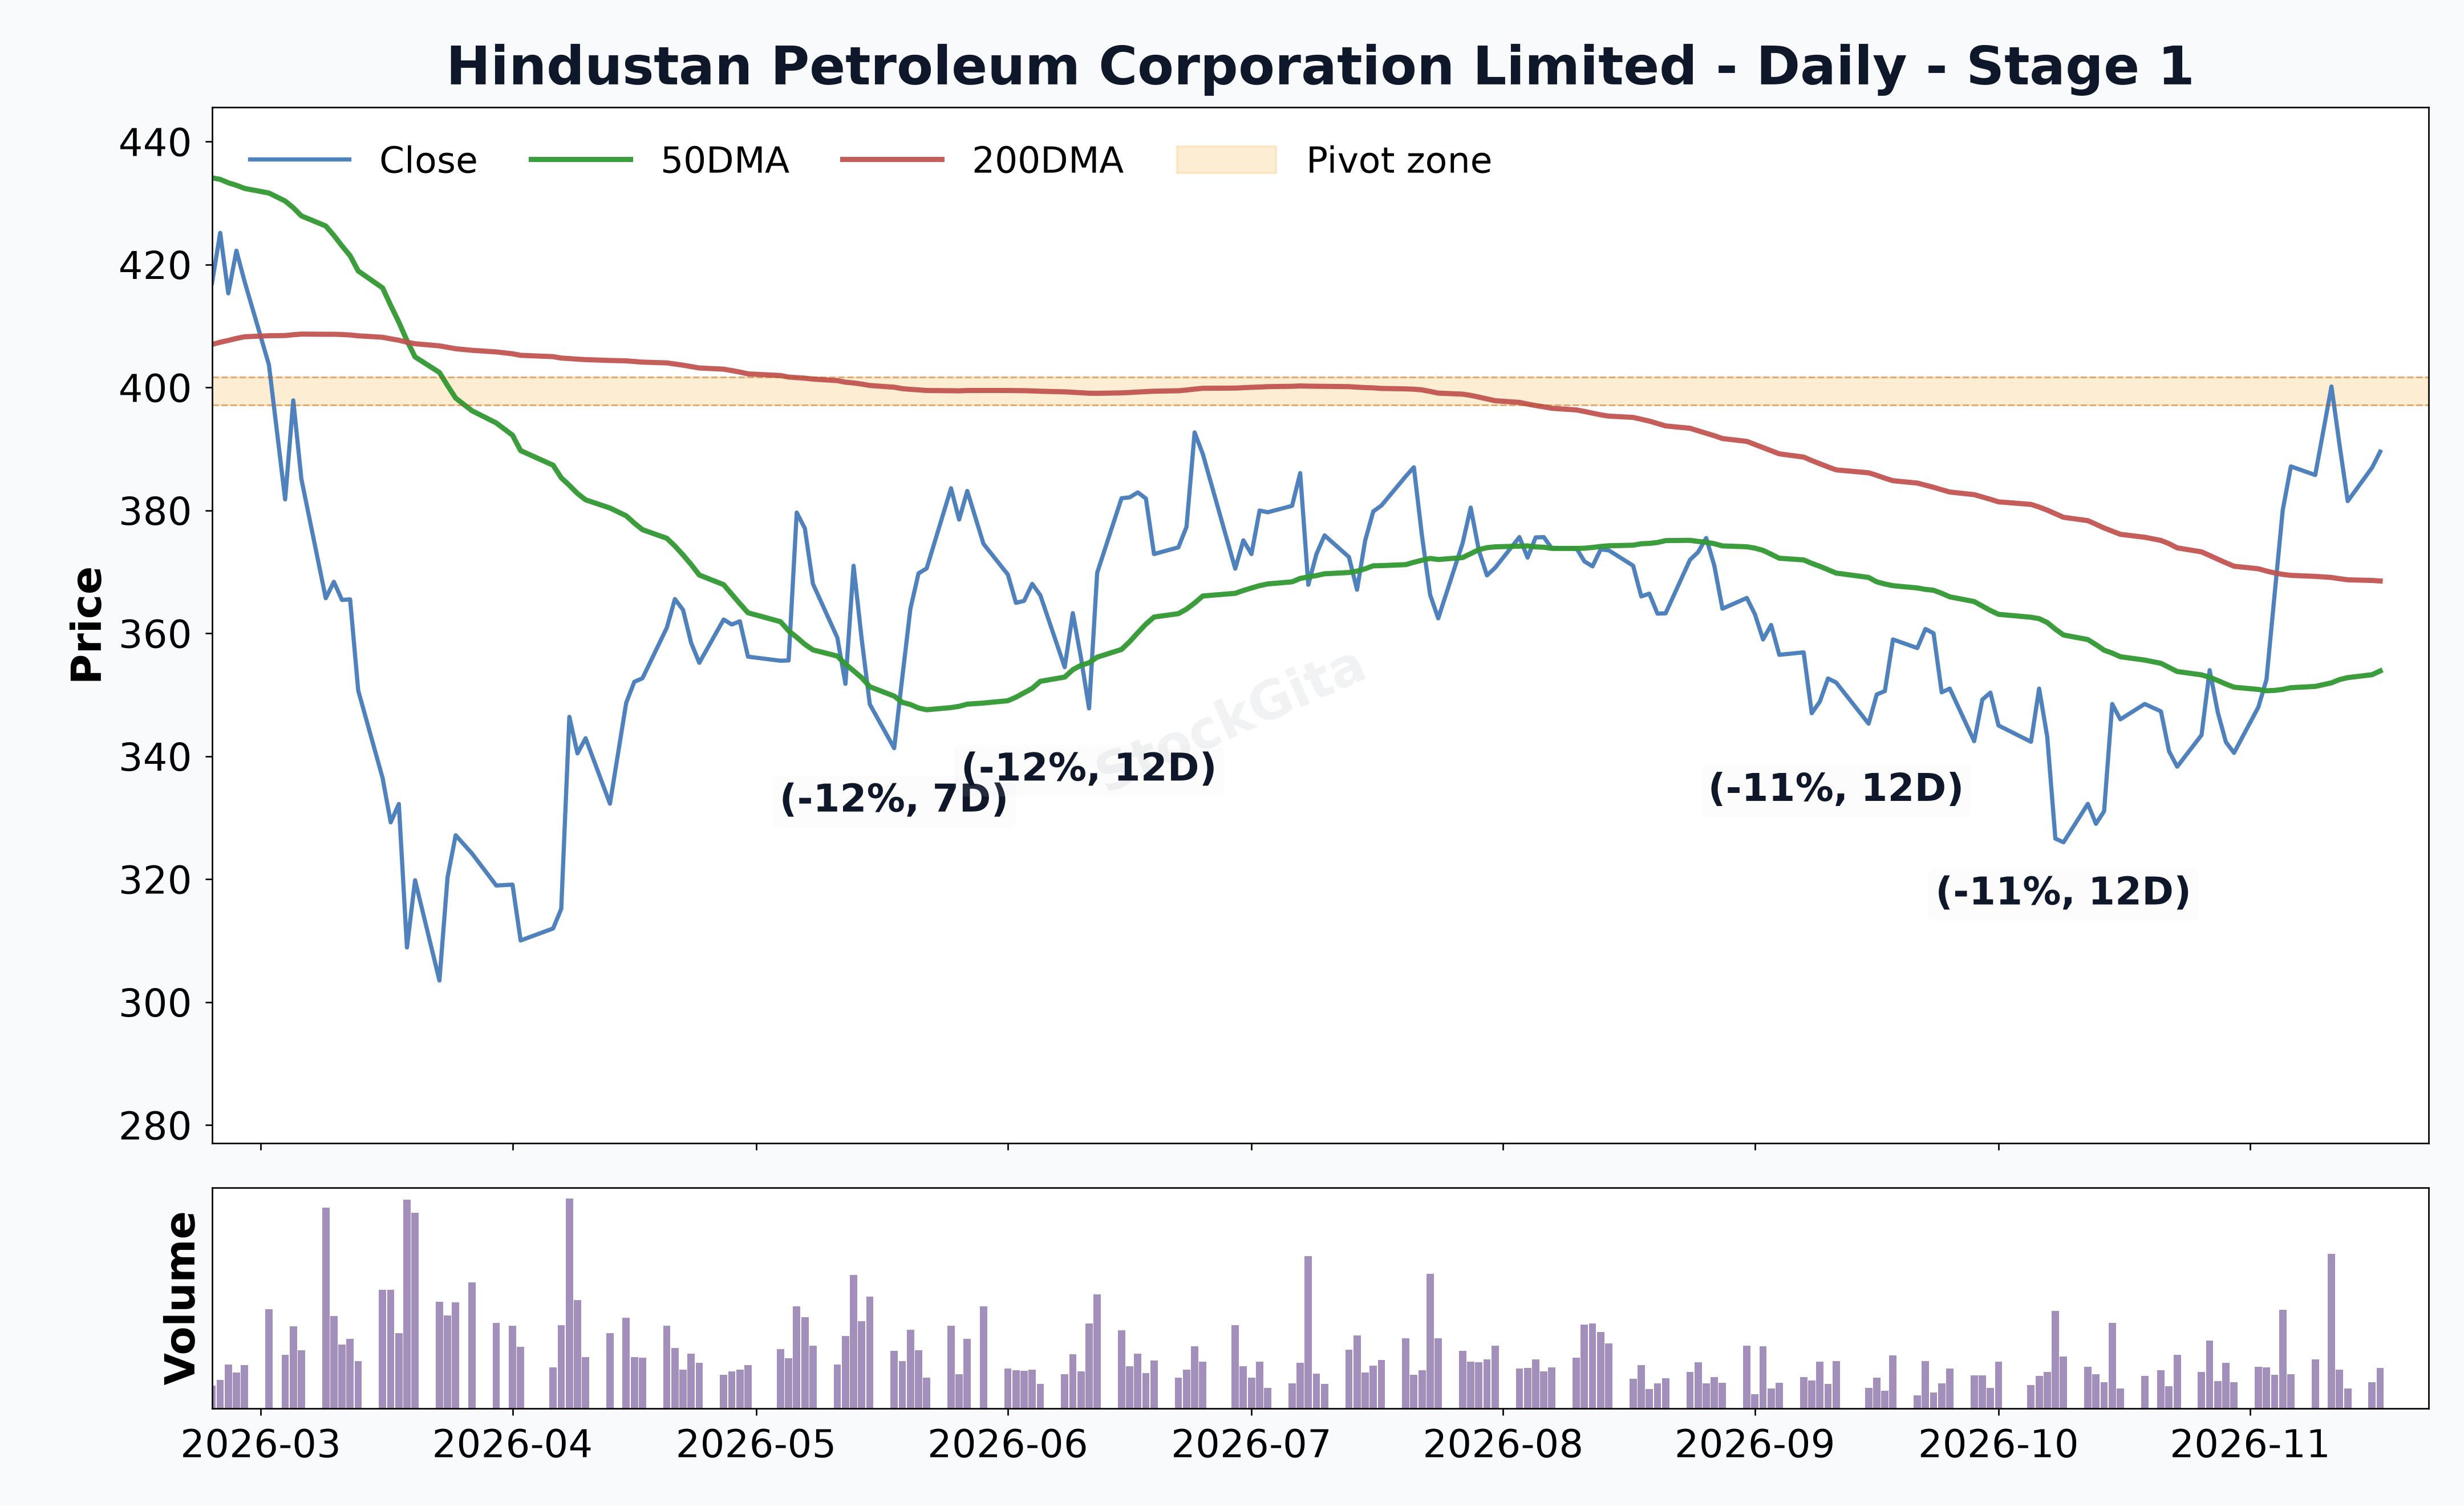 Hindustan Petroleum Corporation Limited - Daily - Stage 1
Close 50DMA 200DMA Pivot zone
Price
440
420
400
380
360
340
320
300
280
(-12%, 7D)
(-12%, 12D)
(-11%, 12D)
(-11%, 12D)
StockGita
Volume
2026-03 2026-04 2026-05 2026-06 2026-07 2026-08 2026-09 2026-10 2026-11